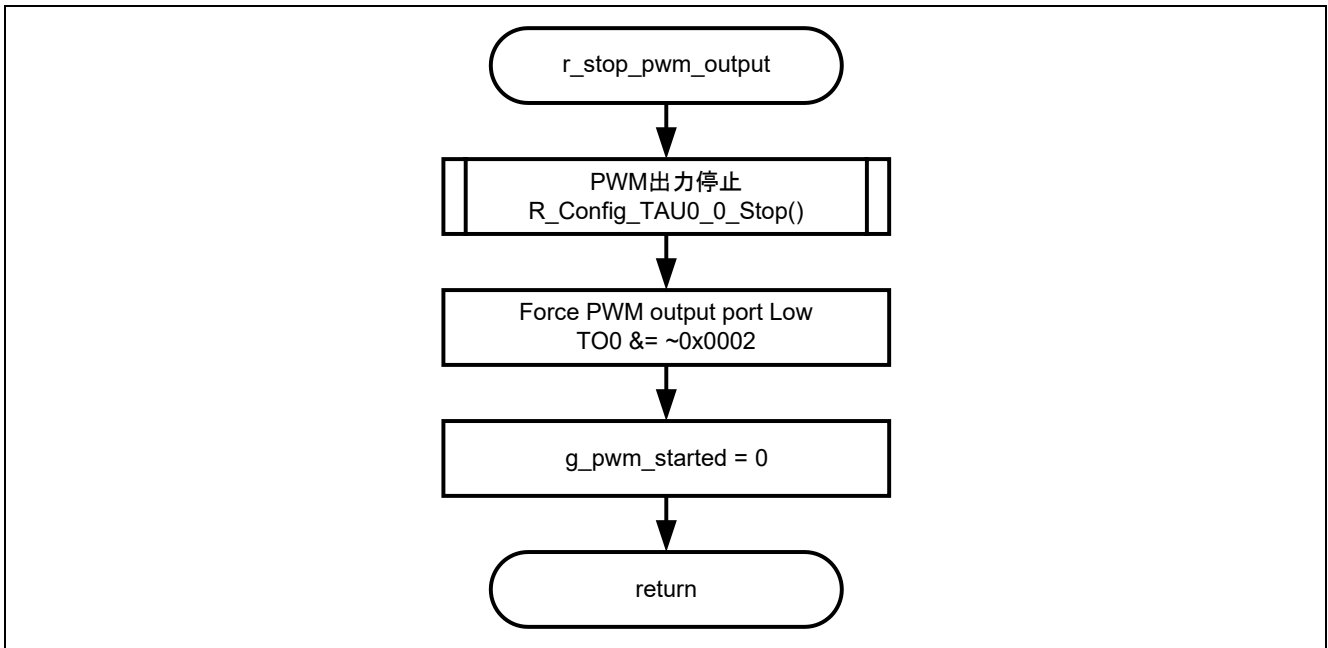 r_stop_pwm_output
PWM出力停止
R_Config_TAU0_0_Stop()
Force PWM output port Low
TO0 &= ~0x0002
g_pwm_started = 0
return